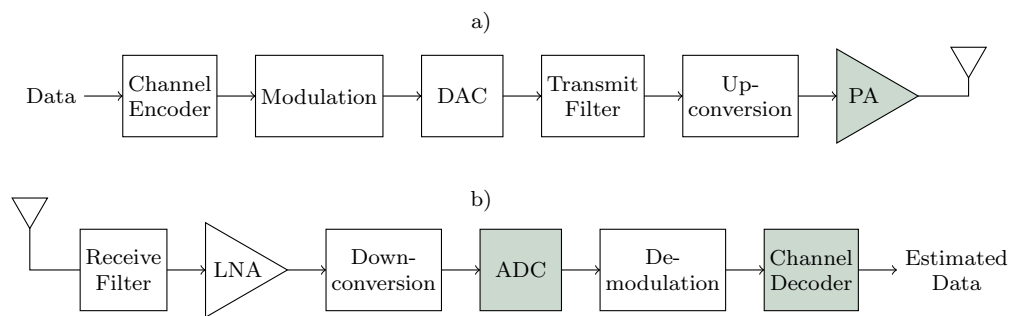 a)
Data
Channel
Encoder
Modulation
DAC
Transmit
Filter
Up-
conversion
PA
b)
Receive
Filter
LNA
Down-
conversion
ADC
De-
modulation
Channel
Decoder
Estimated
Data